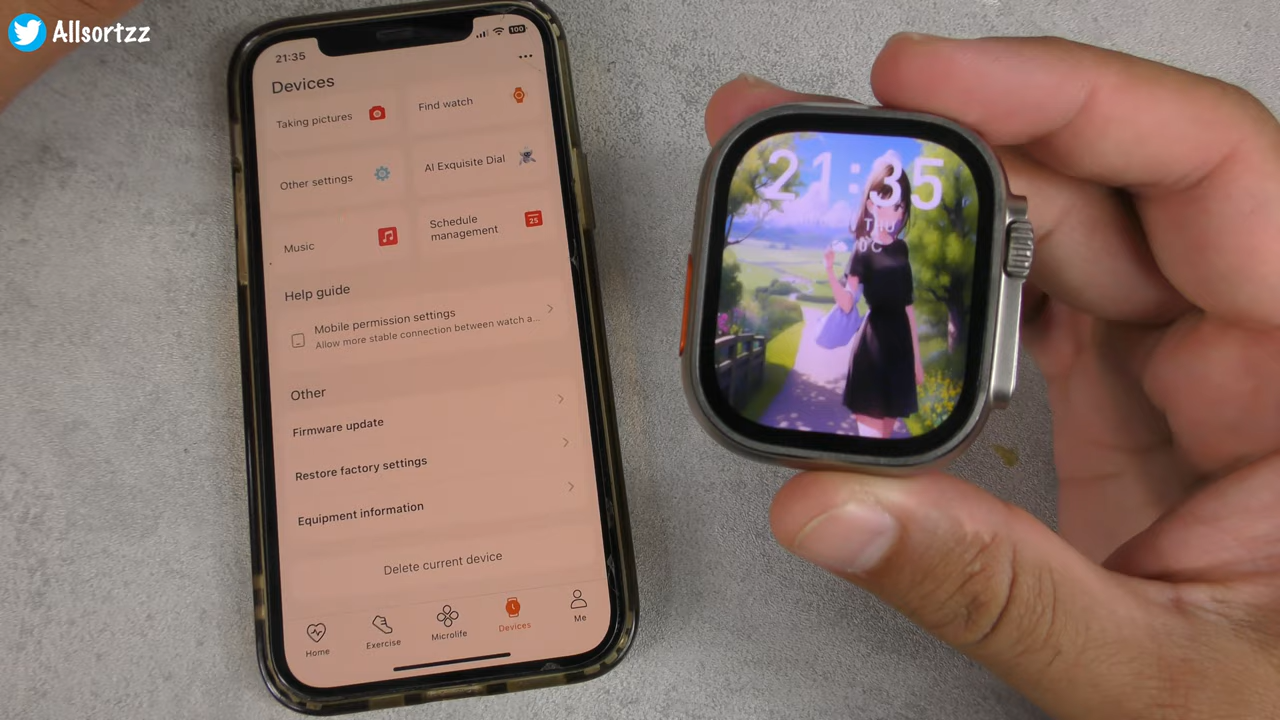 Allsortzz
21:35
100
Devices
Taking pictures
Find watch
Other settings
AI Exquisite Dial
Music
Schedule
management
25
Help guide
Mobile permission settings
Allow more stable connection between watch a...
Other
Firmware update
Restore factory settings
Equipment information
Delete current device
Home
Exercise
Microlife
Devices
Me
21:35
THU
0C